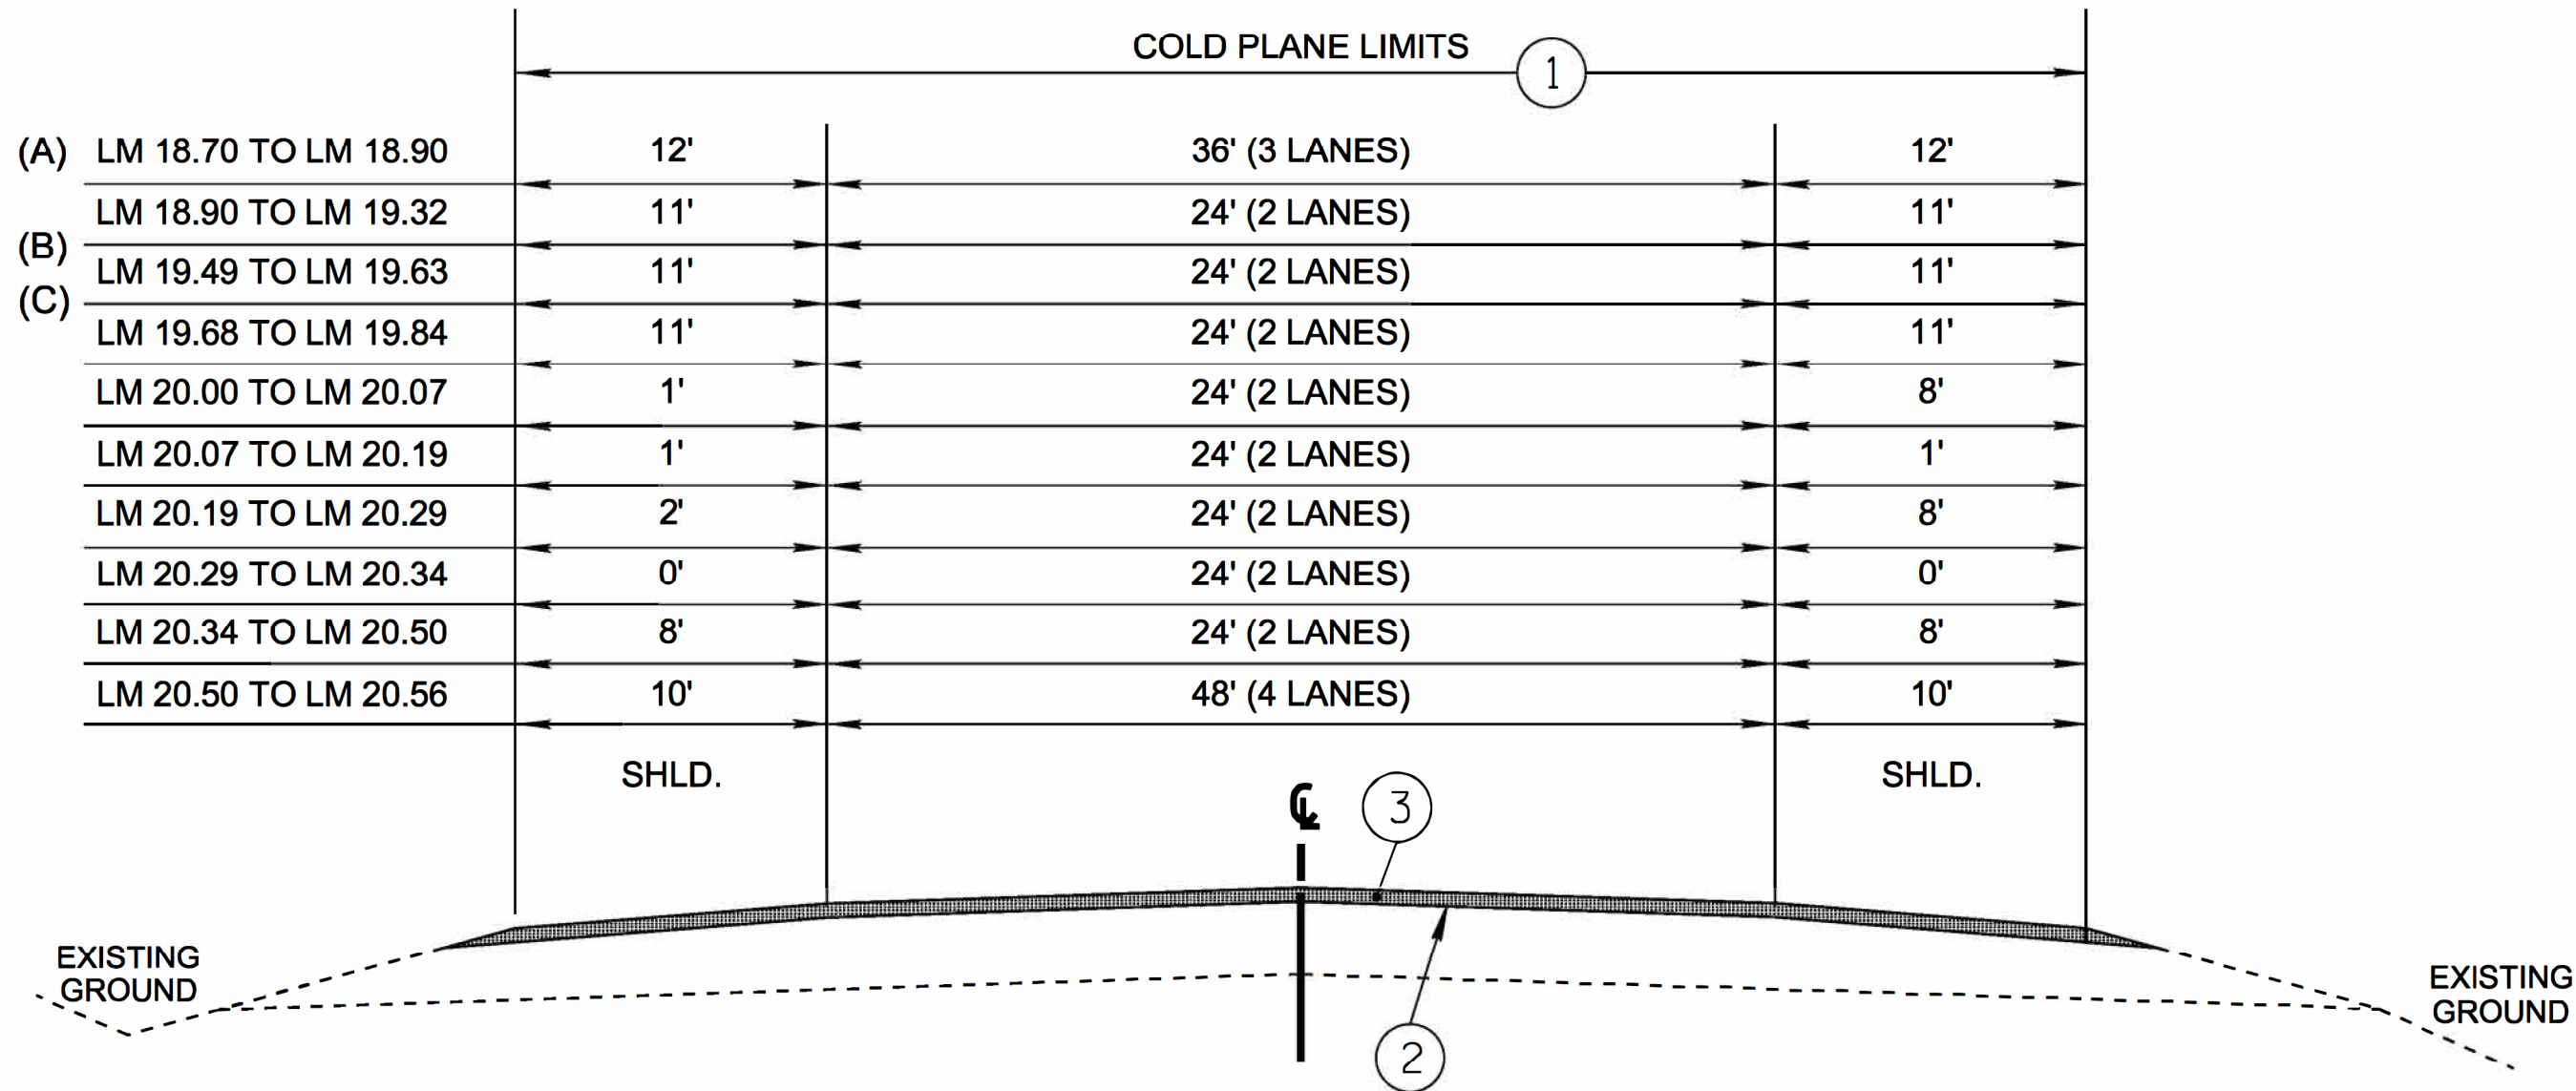 COLD PLANE LIMITS
1
(A) LM 18.70 TO LM 18.90 12' 36' (3 LANES) 12'
LM 18.90 TO LM 19.32 11' 24' (2 LANES) 11'
(B)
LM 19.49 TO LM 19.63 11' 24' (2 LANES) 11'
(C)
LM 19.68 TO LM 19.84 11' 24' (2 LANES) 11'
LM 20.00 TO LM 20.07 1' 24' (2 LANES) 8'
LM 20.07 TO LM 20.19 1' 24' (2 LANES) 1'
LM 20.19 TO LM 20.29 2' 24' (2 LANES) 8'
LM 20.29 TO LM 20.34 0' 24' (2 LANES) 0'
LM 20.34 TO LM 20.50 8' 24' (2 LANES) 8'
LM 20.50 TO LM 20.56 10' 48' (4 LANES) 10'
SHLD. SHLD.
℄ 3
EXISTING
GROUND
EXISTING
GROUND
2